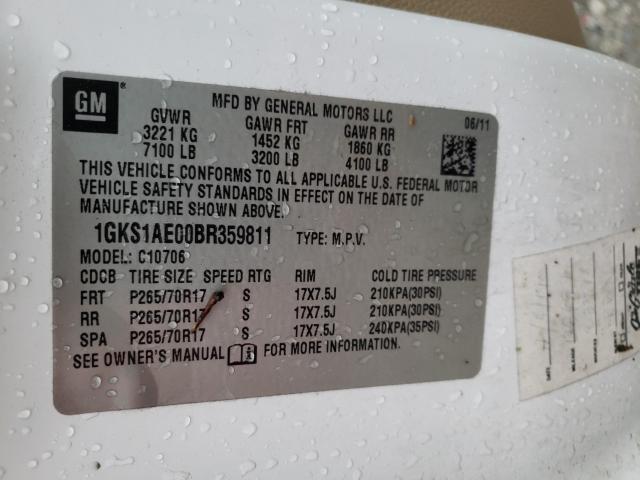 GM
MFD BY GENERAL MOTORS LLC
06/11
GVWR GAWR FRT GAWR RR
3221 KG 1452 KG 1860 KG
7100 LB 3200 LB 4100 LB
THIS VEHICLE CONFORMS TO ALL APPLICABLE U.S. FEDERAL MOTOR
VEHICLE SAFETY STANDARDS IN EFFECT ON THE DATE OF
MANUFACTURE SHOWN ABOVE.
1GKS1AE00BR359811 TYPE: M.P.V.
MODEL: C10706
CDCB TIRE SIZE SPEED RTG RIM COLD TIRE PRESSURE
FRT P265/70R17 S 17X7.5J 210KPA(30PSI)
RR P265/70R17 S 17X7.5J 210KPA(30PSI)
SPA P265/70R17 S 17X7.5J 240KPA(35PSI)
SEE OWNER'S MANUAL FOR MORE INFORMATION.
DATE
MILEAGE